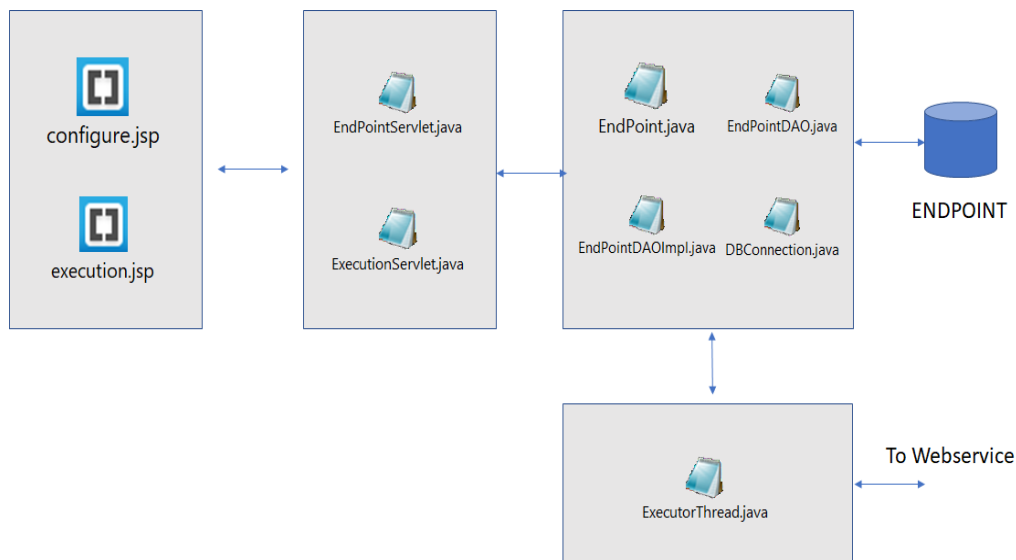 configure.jsp
execution.jsp
EndPointServlet.java
ExecutionServlet.java
EndPoint.java
EndPointDAO.java
EndPointDAOImpl.java
DBConnection.java
ENDPOINT
To Webservice
ExecutorThread.java